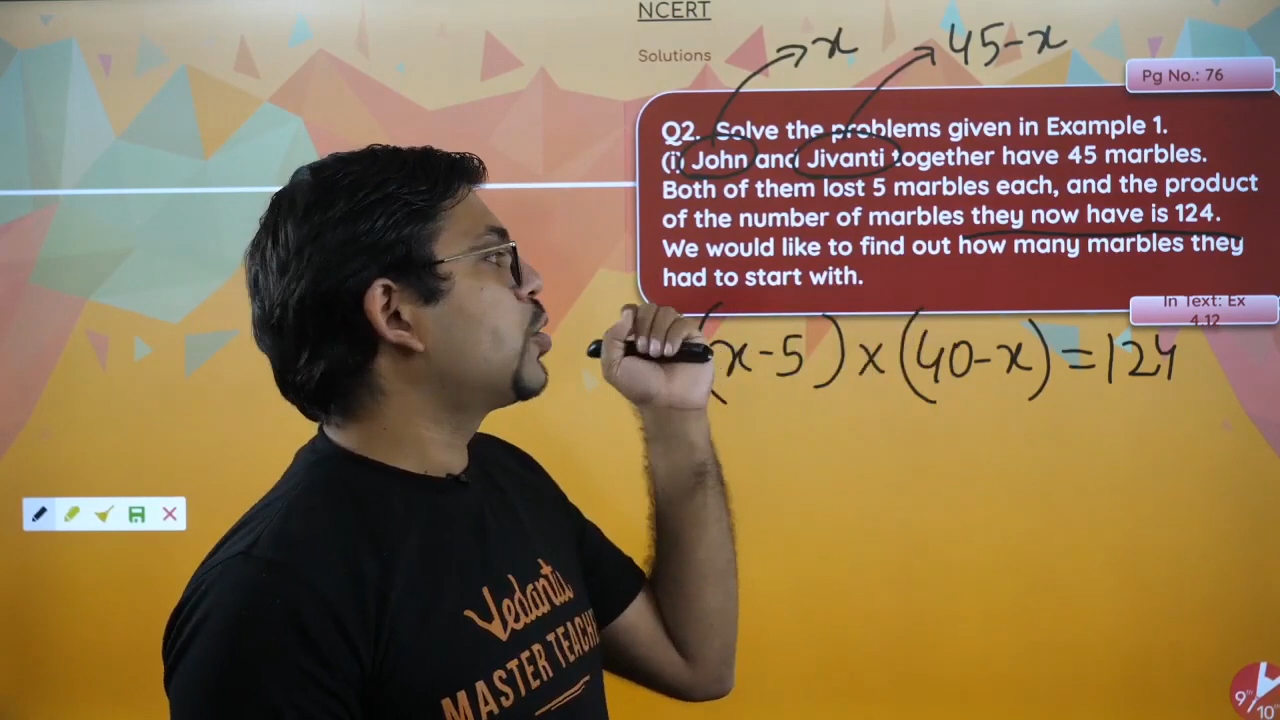 NCERT
Solutions
x
45-x
Pg No.: 76
Q2. Solve the problems given in Example 1.
(i) John and Jivanti together have 45 marbles.
Both of them lost 5 marbles each, and the product
of the number of marbles they now have is 124.
We would like to find out how many marbles they
had to start with.
In Text: Ex
4.12
(x-5)×(40-x)=124
Vedantu
MASTER TEACHE
9th
10th